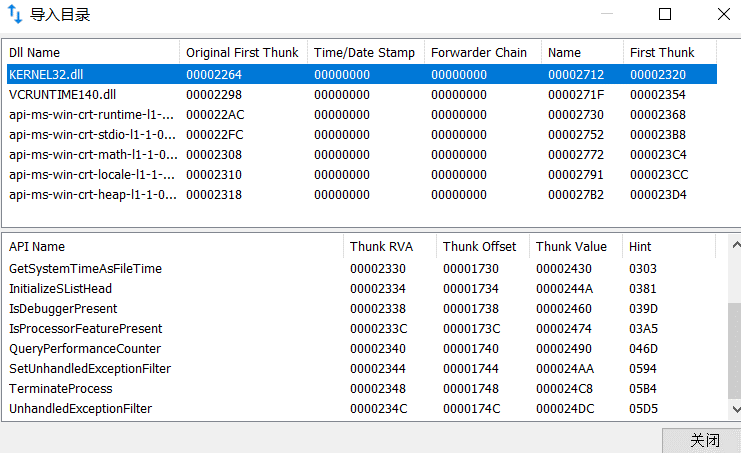 导入目录
Dll Name Original First Thunk Time/Date Stamp Forwarder Chain Name First Thunk
KERNEL32.dll 00002264 00000000 00000000 00002712 00002320
VCRUNTIME140.dll 00002298 00000000 00000000 0000271F 00002354
api-ms-win-crt-runtime-l1-... 000022AC 00000000 00000000 00002730 00002368
api-ms-win-crt-stdio-l1-1-0... 000022FC 00000000 00000000 00002752 000023B8
api-ms-win-crt-math-l1-1-0... 00002308 00000000 00000000 00002772 000023C4
api-ms-win-crt-locale-l1-1-0... 00002310 00000000 00000000 00002791 000023CC
api-ms-win-crt-heap-l1-1-0... 00002318 00000000 00000000 000027B2 000023D4
API Name Thunk RVA Thunk Offset Thunk Value Hint
GetSystemTimeAsFileTime 00002330 00001730 00002430 0303
InitializeSListHead 00002334 00001734 0000244A 0381
IsDebuggerPresent 00002338 00001738 00002460 039D
IsProcessorFeaturePresent 0000233C 0000173C 00002474 03A5
QueryPerformanceCounter 00002340 00001740 00002490 046D
SetUnhandledExceptionFilter 00002344 00001744 000024AA 0594
TerminateProcess 00002348 00001748 000024C8 05B4
UnhandledExceptionFilter 0000234C 0000174C 000024DC 05D5
关闭